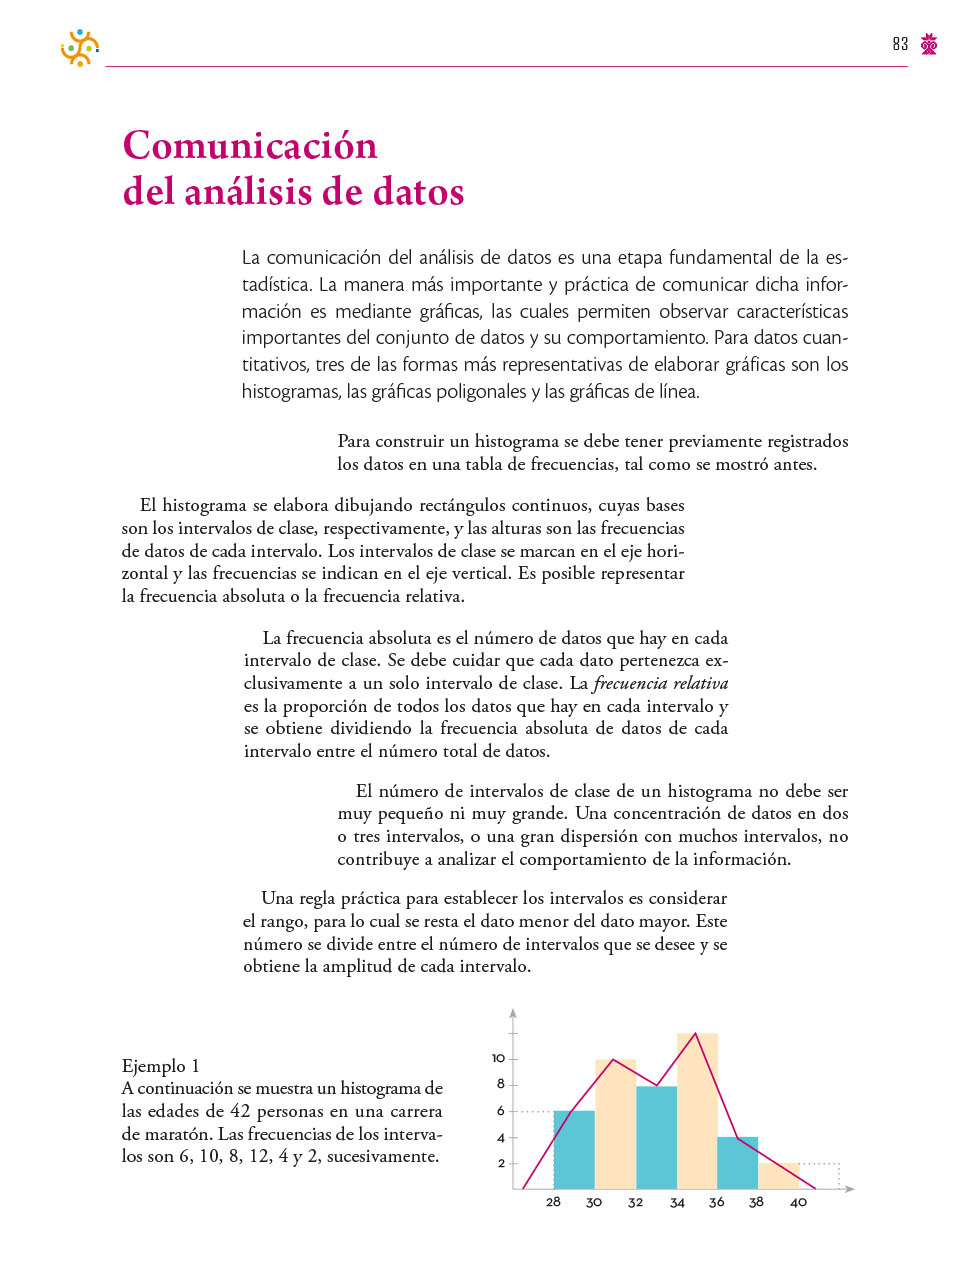 83
Comunicación
del análisis de datos
La comunicación del análisis de datos es una etapa fundamental de la es-
tadística. La manera más importante y práctica de comunicar dicha infor-
mación es mediante gráficas, las cuales permiten observar características
importantes del conjunto de datos y su comportamiento. Para datos cuan-
titativos, tres de las formas más representativas de elaborar gráficas son los
histogramas, las gráficas poligonales y las gráficas de línea.
Para construir un histograma se debe tener previamente registrados
los datos en una tabla de frecuencias, tal como se mostró antes.
El histograma se elabora dibujando rectángulos continuos, cuyas bases
son los intervalos de clase, respectivamente, y las alturas son las frecuencias
de datos de cada intervalo. Los intervalos de clase se marcan en el eje hori-
zontal y las frecuencias se indican en el eje vertical. Es posible representar
la frecuencia absoluta o la frecuencia relativa.
La frecuencia absoluta es el número de datos que hay en cada
intervalo de clase. Se debe cuidar que cada dato pertenezca ex-
clusivamente a un solo intervalo de clase. La frecuencia relativa
es la proporción de todos los datos que hay en cada intervalo y
se obtiene dividiendo la frecuencia absoluta de datos de cada
intervalo entre el número total de datos.
El número de intervalos de clase de un histograma no debe ser
muy pequeño ni muy grande. Una concentración de datos en dos
o tres intervalos, o una gran dispersión con muchos intervalos, no
contribuye a analizar el comportamiento de la información.
Una regla práctica para establecer los intervalos es considerar
el rango, para lo cual se resta el dato menor del dato mayor. Este
número se divide entre el número de intervalos que se desee y se
obtiene la amplitud de cada intervalo.
Ejemplo 1
A continuación se muestra un histograma de
las edades de 42 personas en una carrera
de maratón. Las frecuencias de los interva-
los son 6, 10, 8, 12, 4 y 2, sucesivamente.
10
8
6
4
2
28 30 32 34 36 38 40